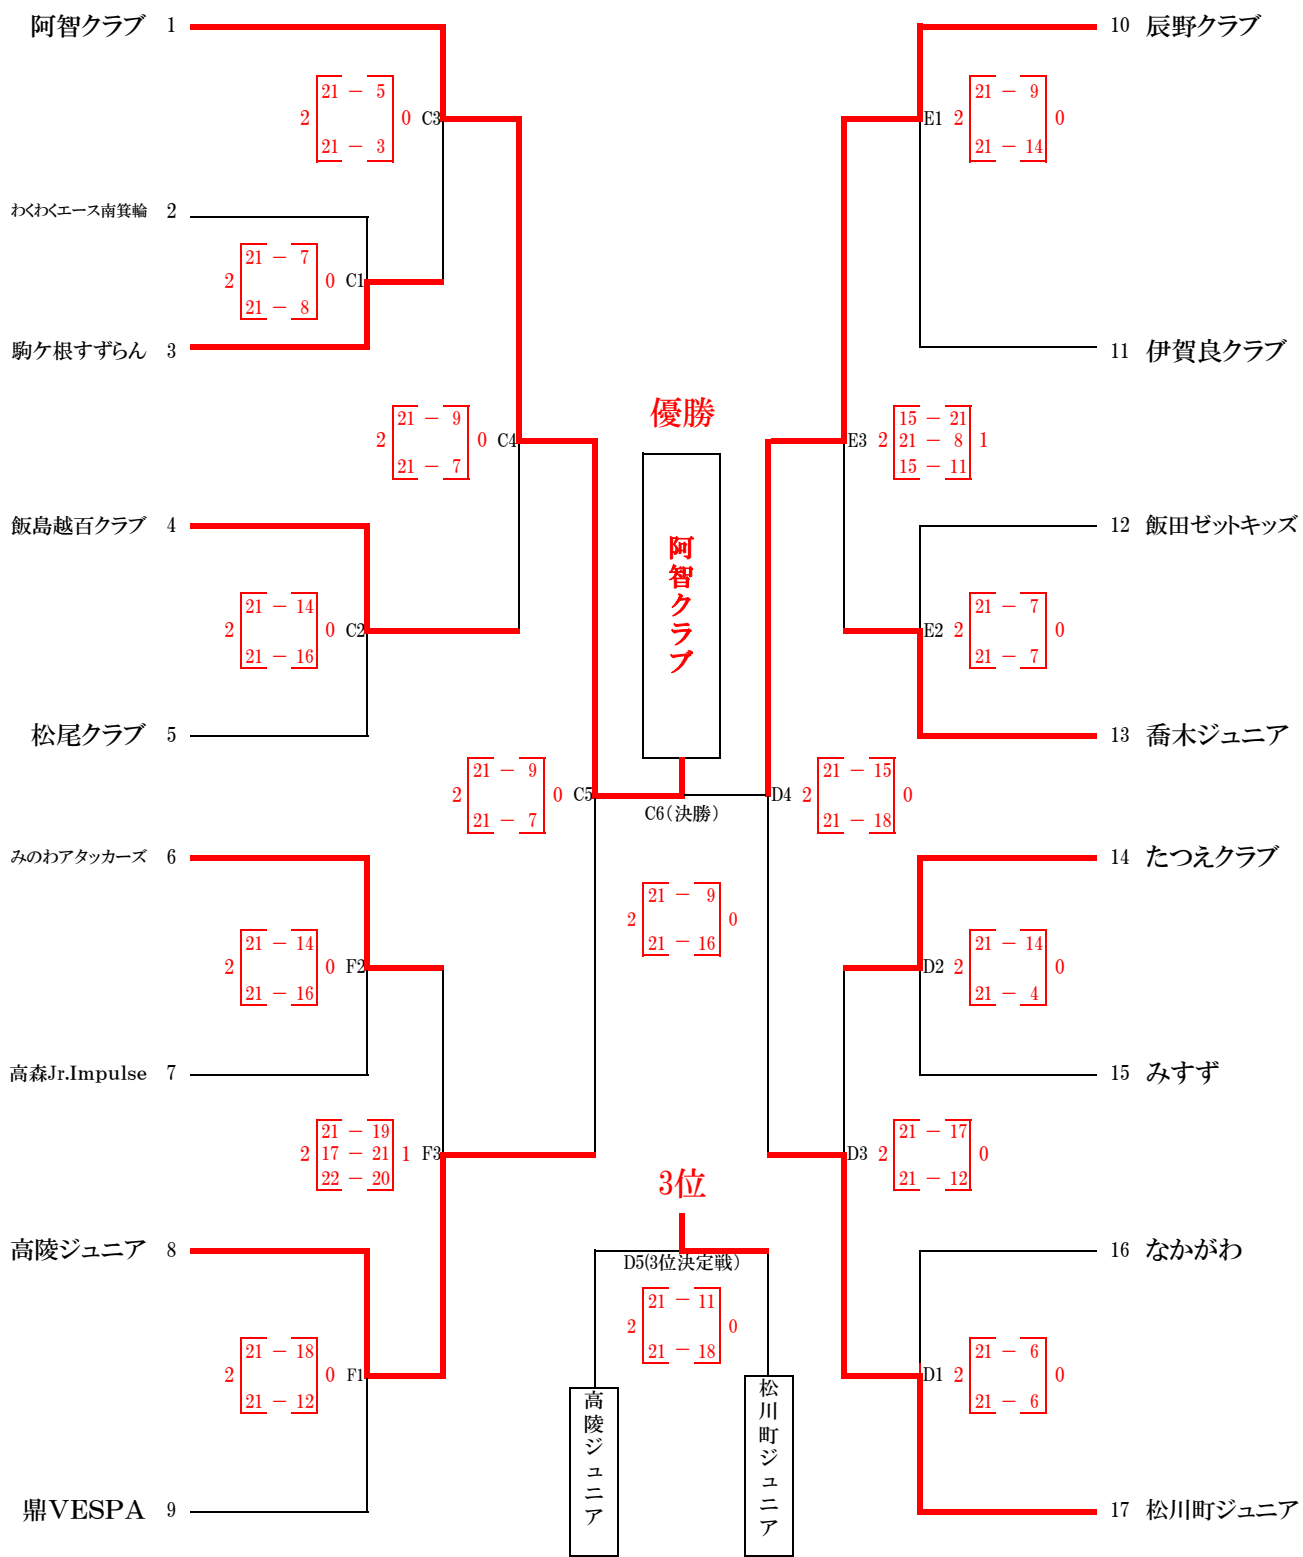 阿智クラブ 1
10 辰野クラブ
21 － 5
2 0 C3
21 － 3
21 － 9
E1 2 0
21 － 14
わくわくエース南箕輪 2
21 － 7
2 0 C1
21 － 8
駒ケ根すずらん 3
11 伊賀良クラブ
優勝
21 － 9
2 0 C4
21 － 7
15 － 21
E3 2 21 － 8 1
15 － 11
飯島越百クラブ 4
12 飯田ゼットキッズ
阿智クラブ
21 － 14
2 0 C2
21 － 16
21 － 7
E2 2 0
21 － 7
松尾クラブ 5
13 喬木ジュニア
21 － 9
2 0 C5
21 － 7
C6（決勝）
21 － 15
D4 2 0
21 － 18
みのわアタッカーズ 6
14 たつえクラブ
21 － 9
2 0
21 － 16
21 － 14
2 0 F2
21 － 16
21 － 14
D2 2 0
21 － 4
高森Jr.Impulse 7
15 みすず
21 － 19
2 17 － 21 1 F3
22 － 20
21 － 17
D3 2 0
21 － 12
3位
高陵ジュニア 8
16 なかがわ
D5(3位決定戦）
21 － 11
2 0
21 － 18
21 － 18
2 0 F1
21 － 12
21 － 6
D1 2 0
21 － 6
高陵ジュニア
松川町ジュニア
鼎VESPA 9
17 松川町ジュニア